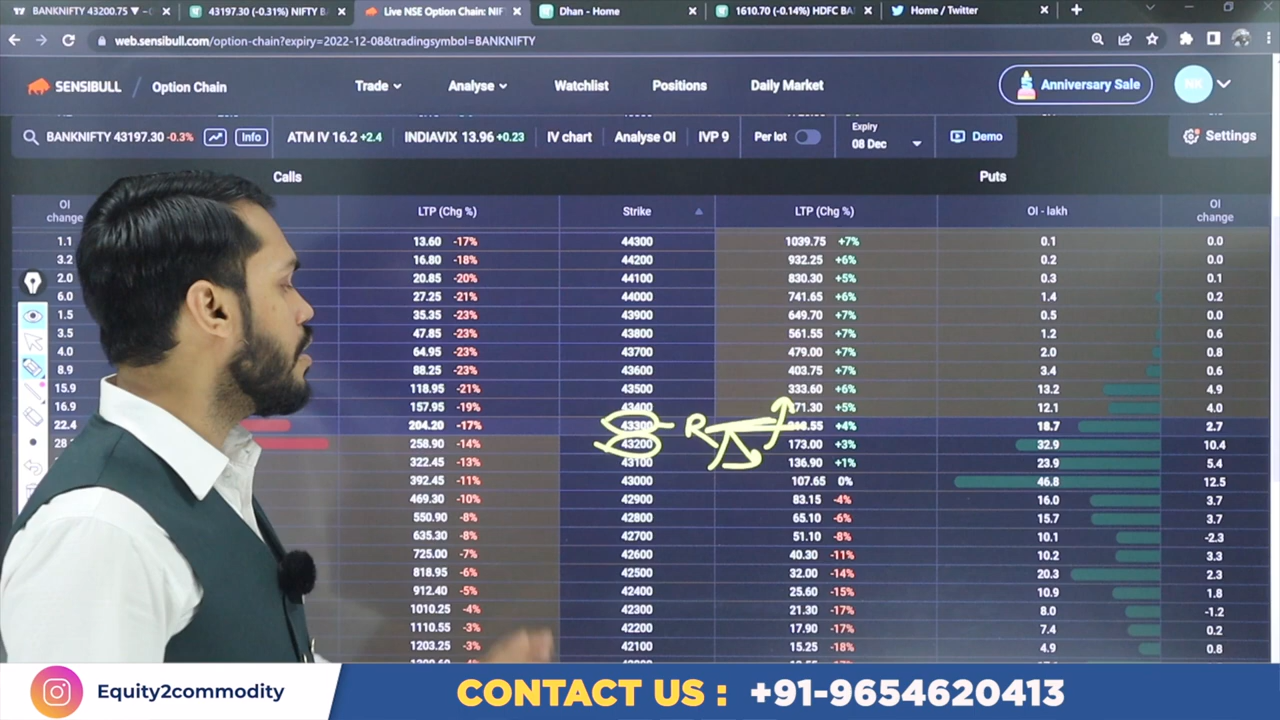 BANKNIFTY 43200.75 ▼ −0
43197.30 (-0.31%) NIFTY B
Live NSE Option Chain: NIF
Dhan - Home
1610.70 (-0.14%) HDFC BA
Home / Twitter
web.sensibull.com/option-chain?expiry=2022-12-08&tradingsymbol=BANKNIFTY
SENSIBULL / Option Chain Trade Analyse Watchlist Positions Daily Market Anniversary Sale NK
BANKNIFTY 43197.30 -0.3% Info ATM IV 16.2 +2.4 INDIAVIX 13.96 +0.23 IV chart Analyse OI IVP 9 Per lot Expiry 08 Dec Demo Settings
Calls Puts
OI change LTP (Chg %) Strike LTP (Chg %) OI - lakh OI change
1.1 13.60 -17% 44300 1039.75 +7% 0.1 0.0
3.2 16.80 -18% 44200 932.25 +6% 0.2 0.0
2.0 20.85 -20% 44100 830.30 +5% 0.3 0.1
6.0 27.25 -21% 44000 741.65 +6% 1.4 0.2
1.5 35.35 -23% 43900 649.70 +7% 0.5 0.0
3.5 47.85 -23% 43800 561.55 +7% 1.2 0.6
4.0 64.95 -23% 43700 479.00 +7% 2.0 0.8
8.9 88.25 -23% 43600 403.75 +7% 3.4 0.6
15.9 118.95 -21% 43500 333.60 +6% 13.2 4.9
16.9 157.95 -19% 43400 +5% 12.1 4.0
22.4 204.20 -17% 43300 R +4% 18.7 2.7
258.90 -14% 43200 173.00 +3% 32.9 10.4
322.45 -13% 43100 136.90 +1% 23.9 5.4
392.45 -11% 43000 107.65 0% 46.8 12.5
469.30 -10% 42900 83.15 -4% 16.0 3.7
550.90 -8% 42800 65.10 -6% 15.7 3.7
635.30 -8% 42700 51.10 -8% 10.1 -2.3
725.00 -7% 42600 40.30 -11% 10.2 3.3
818.95 -6% 42500 32.00 -14% 20.3 2.3
912.40 -5% 42400 25.60 -15% 10.9 1.8
1010.25 -4% 42300 21.30 -17% 8.0 -1.2
1110.55 -3% 42200 17.90 -17% 7.4 0.2
1203.25 -3% 42100 15.25 -18% 4.9 0.8
Equity2commodity
CONTACT US : +91-9654620413